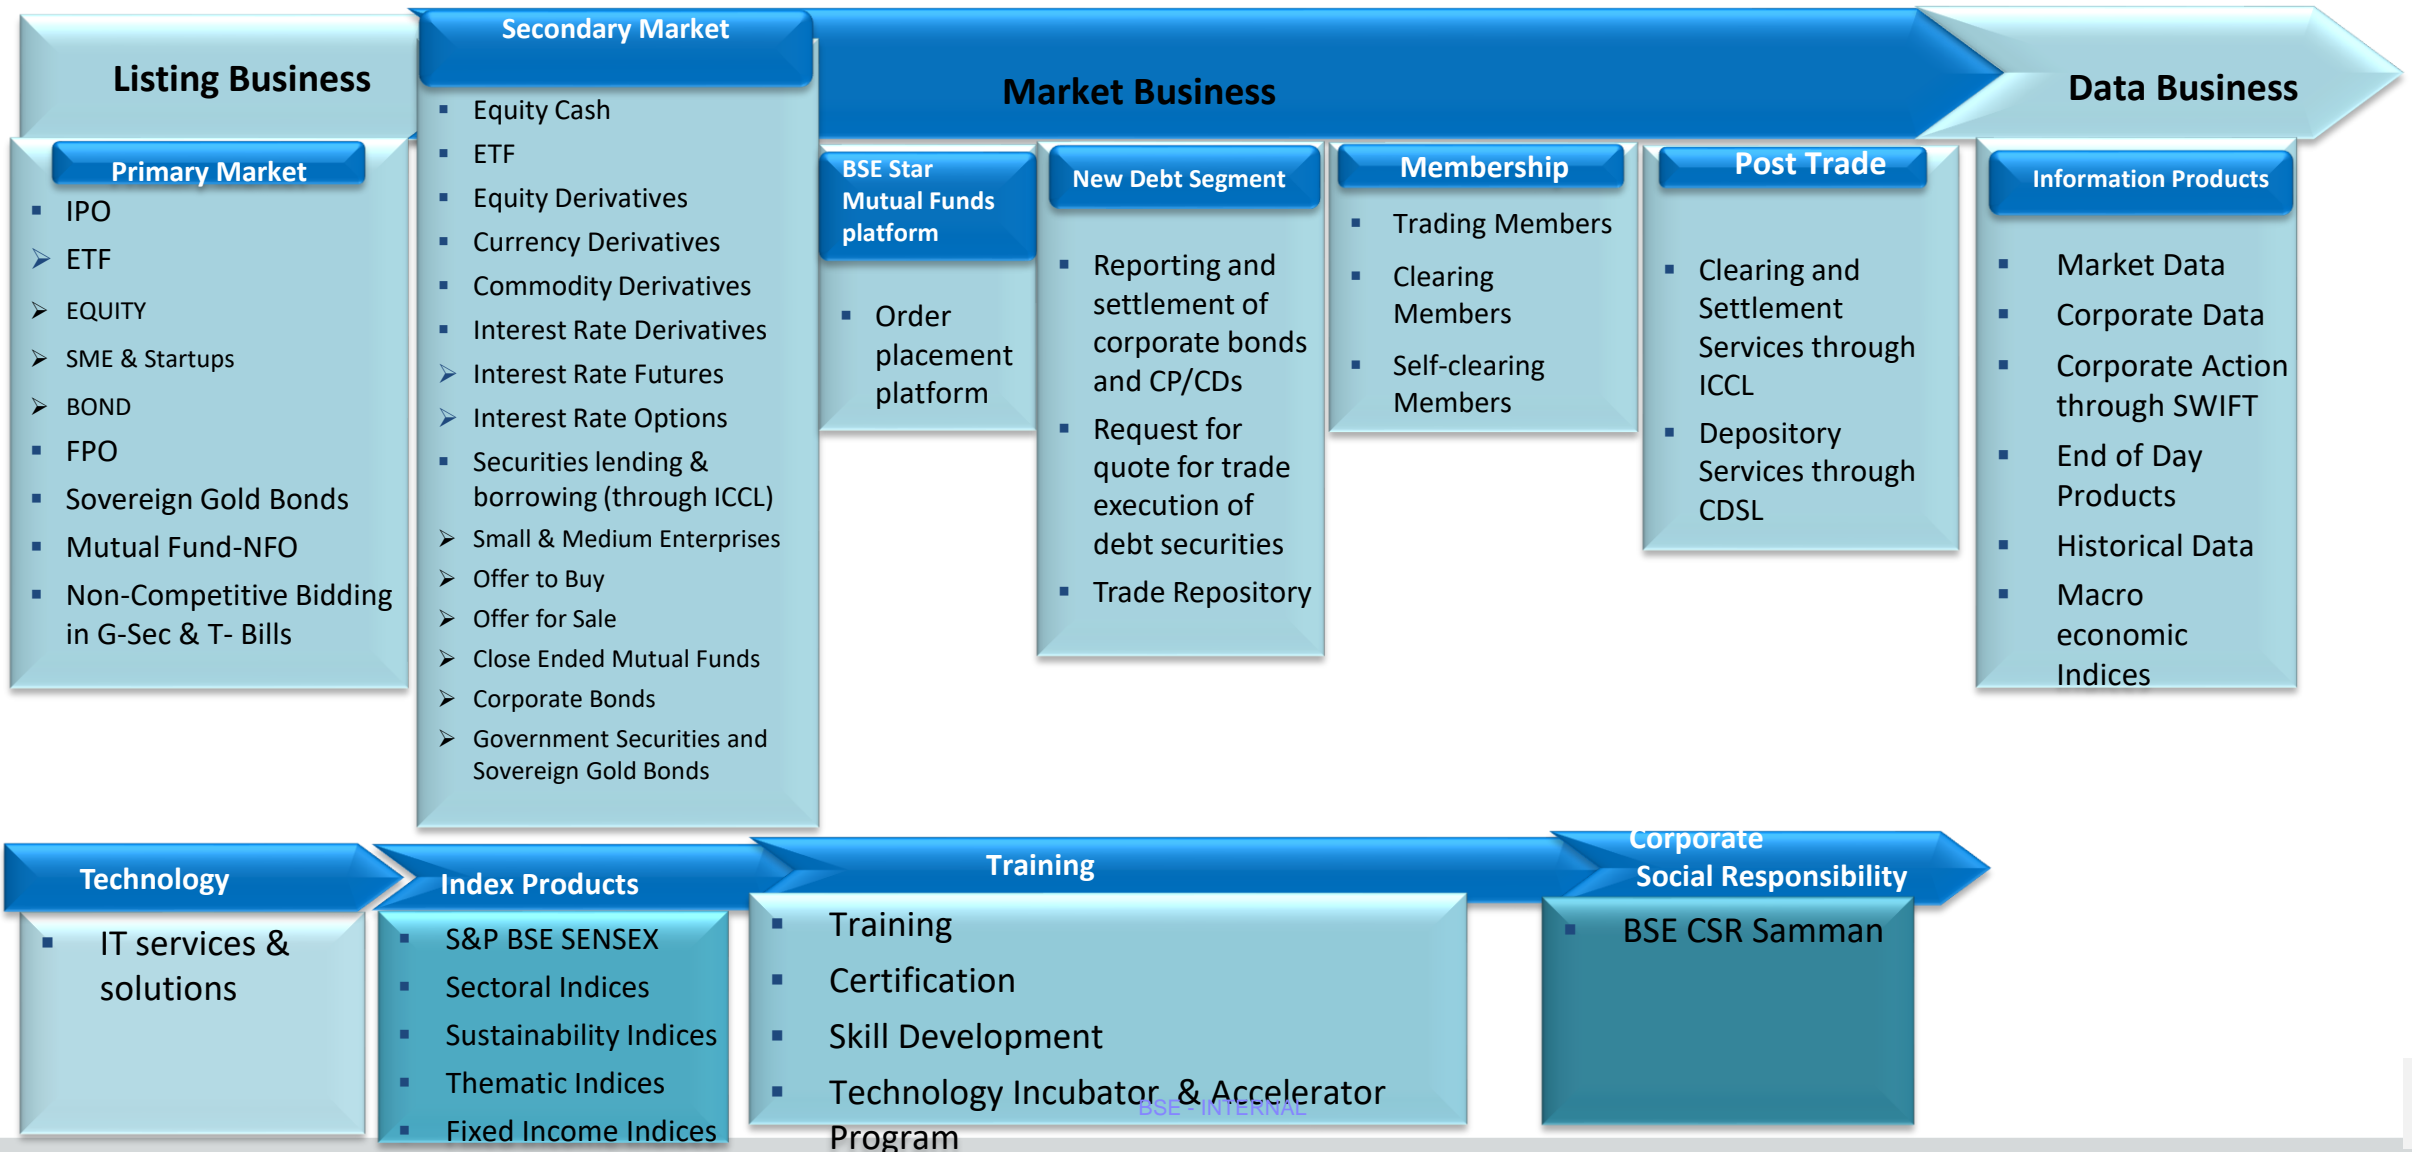 Listing Business
Market Business
Data Business
Primary Market
IPO
ETF
EQUITY
SME & Startups
BOND
FPO
Sovereign Gold Bonds
Mutual Fund-NFO
Non-Competitive Bidding
in G-Sec & T- Bills
Secondary Market
Equity Cash
ETF
Equity Derivatives
Currency Derivatives
Commodity Derivatives
Interest Rate Derivatives
Interest Rate Futures
Interest Rate Options
Securities lending &
borrowing (through ICCL)
Small & Medium Enterprises
Offer to Buy
Offer for Sale
Close Ended Mutual Funds
Corporate Bonds
Government Securities and
Sovereign Gold Bonds
BSE Star
Mutual Funds
platform
Order
placement
platform
New Debt Segment
Reporting and
settlement of
corporate bonds
and CP/CDs
Request for
quote for trade
execution of
debt securities
Trade Repository
Membership
Trading Members
Clearing
Members
Self-clearing
Members
Post Trade
Clearing and
Settlement
Services through
ICCL
Depository
Services through
CDSL
Information Products
Market Data
Corporate Data
Corporate Action
through SWIFT
End of Day
Products
Historical Data
Macro
economic
Indices
Technology
IT services &
solutions
Index Products
S&P BSE SENSEX
Sectoral Indices
Sustainability Indices
Thematic Indices
Fixed Income Indices
Training
Training
Certification
Skill Development
Technology Incubator & Accelerator
Program
Corporate
Social Responsibility
BSE CSR Samman
BSE - INTERNAL